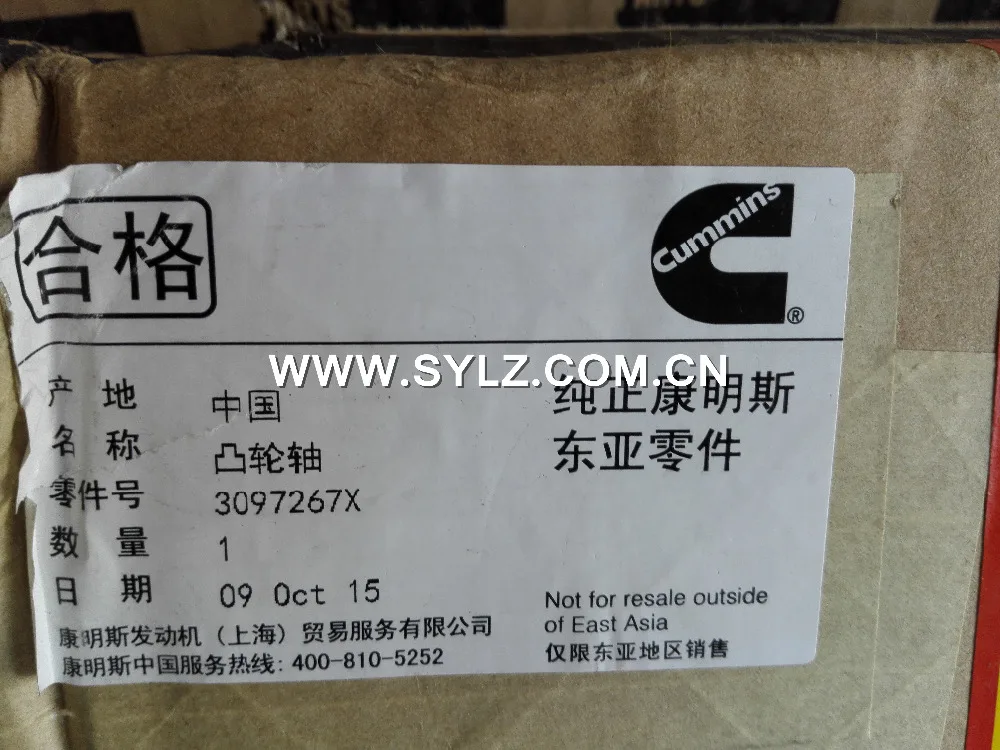 PARTS
合格
Cummins
®
WWW.SYLZ.COM.CN
产地 中国
名称 凸轮轴
零件号 3097267X
数量 1
日期 09 Oct 15
纯正康明斯
东亚零件
康明斯发动机（上海）贸易服务有限公司
康明斯中国服务热线: 400-810-5252
Not for resale outside
of East Asia
仅限东亚地区销售